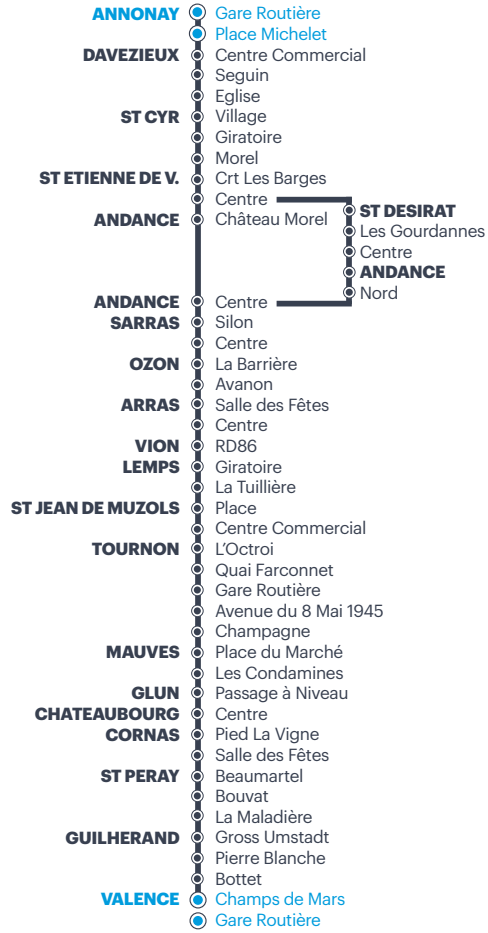 ANNONAY Gare Routière
Place Michelet
DAVEZIEUX Centre Commercial
Seguin
Eglise
ST CYR Village
Giratoire
Morel
ST ETIENNE DE V. Crt Les Barges
Centre
ANDANCE Château Morel
ST DESIRAT
Les Gourdannes
Centre
ANDANCE
Nord
ANDANCE Centre
SARRAS Silon
Centre
OZON La Barrière
Avanon
ARRAS Salle des Fêtes
Centre
VION RD86
LEMPS Giratoire
La Tuillière
ST JEAN DE MUZOLS Place
Centre Commercial
TOURNON L'Octroi
Quai Farconnet
Gare Routière
Avenue du 8 Mai 1945
Champagne
MAUVES Place du Marché
Les Condamines
GLUN Passage à Niveau
CHATEAUBOURG Centre
CORNAS Pied La Vigne
Salle des Fêtes
ST PERAY Beaumartel
Bouvat
La Maladière
GUILHERAND Gross Umstadt
Pierre Blanche
Bottet
VALENCE Champs de Mars
Gare Routière